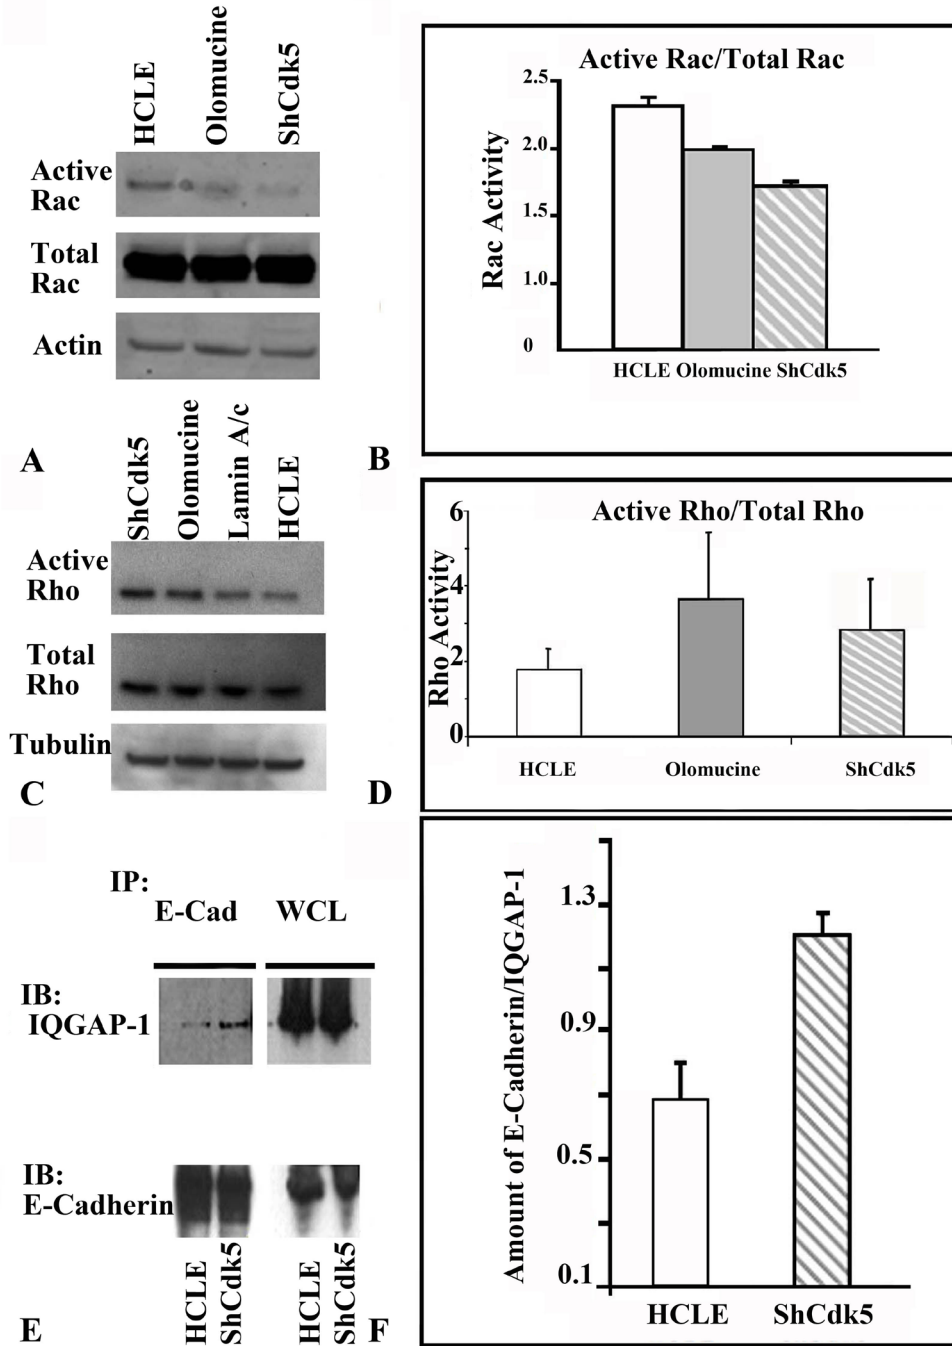 HCLE
Olomucine
ShCdk5
Active
Rac
Total
Rac
Actin
A
Active Rac/Total Rac
Rac Activity
2.5
2.0
1.5
1.0
0
HCLE Olomucine ShCdk5
B
ShCdk5
Olomucine
Lamin A/c
HCLE
Active
Rho
Total
Rho
Tubulin
C
Active Rho/Total Rho
Rho Activity
6
4
2
0
HCLE Olomucine ShCdk5
D
IP:
E-Cad WCL
IB:
IQGAP-1
IB:
E-Cadherin
HCLE
ShCdk5
HCLE
ShCdk5
E
Amount of E-Cadherin/IQGAP-1
1.3
0.9
0.5
0.1
HCLE ShCdk5
F